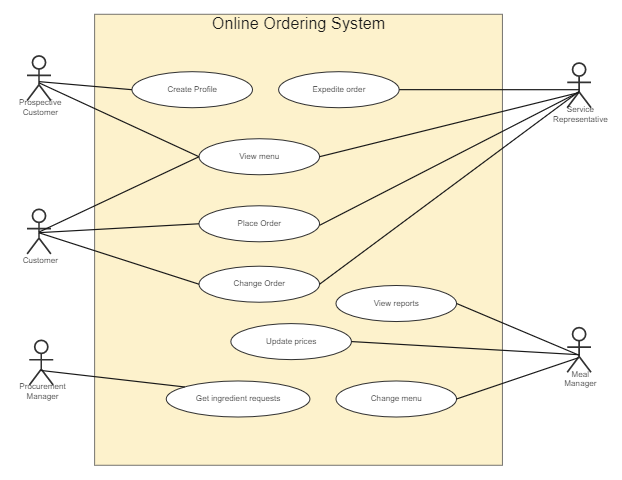 Online Ordering System
Create Profile
Expedite order
Prospective
Customer
Service
Representative
View menu
Place Order
Customer
Change Order
View reports
Update prices
Procurement
Manager
Meal
Manager
Get ingredient requests
Change menu